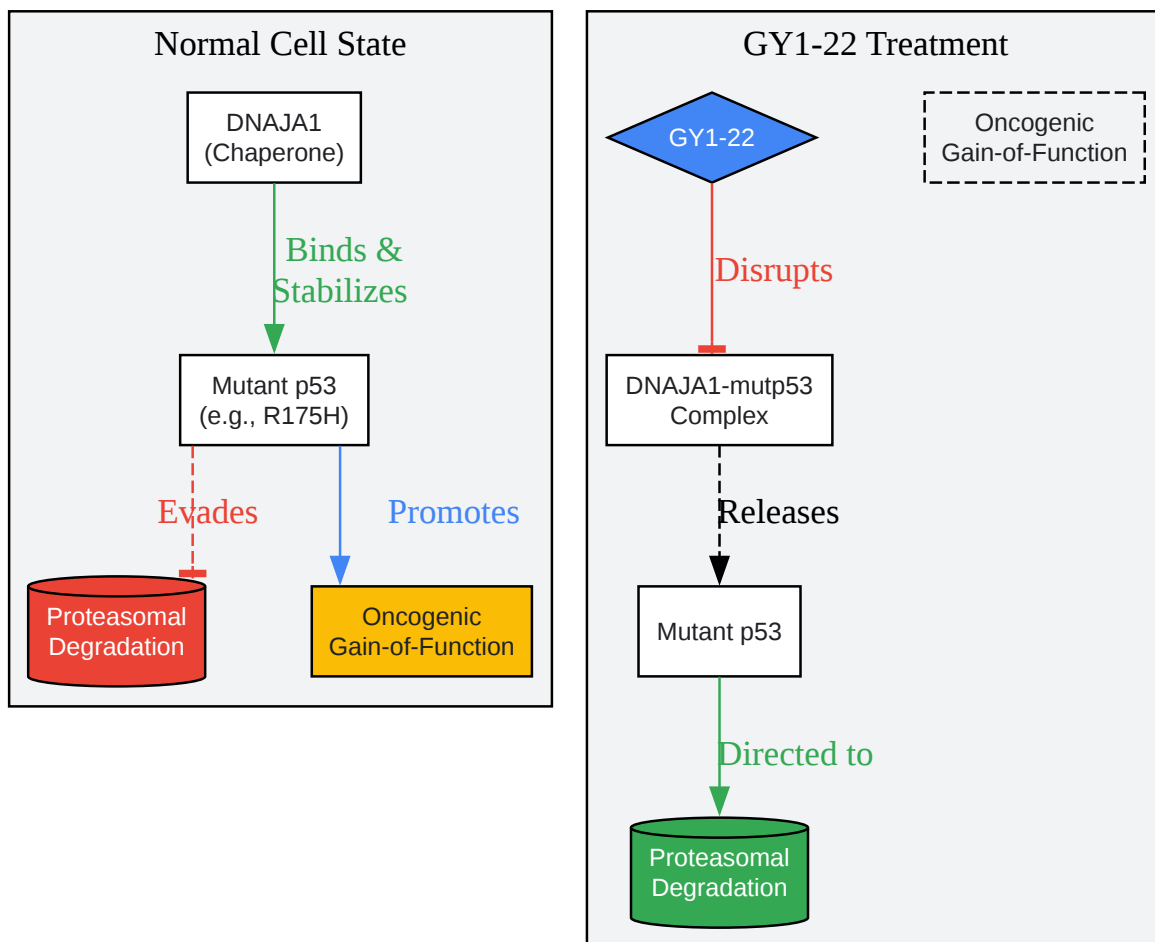 Normal Cell State
DNAJA1
(Chaperone)
Binds &
Stabilizes
Mutant p53
(e.g., R175H)
Evades
Promotes
Proteasomal
Degradation
Oncogenic
Gain-of-Function
GY1-22 Treatment
GY1-22
Oncogenic
Gain-of-Function
Disrupts
DNAJA1-mutp53
Complex
Releases
Mutant p53
Directed to
Proteasomal
Degradation